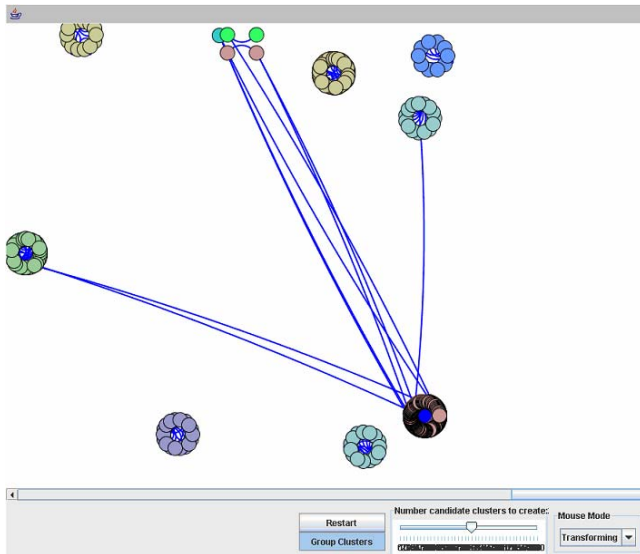 Restart
Group Clusters
Number candidate clusters to create::
Mouse Mode
Transforming